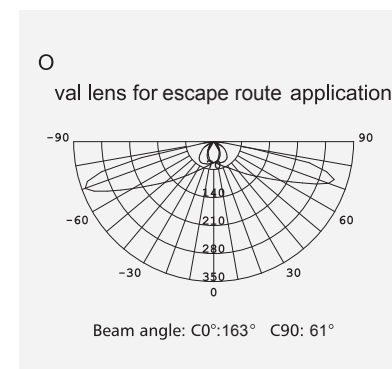 O
val lens for escape route application
-90 90
140
-60 210 60
280
-30 350 30
0
Beam angle: C0°:163° C90: 61°